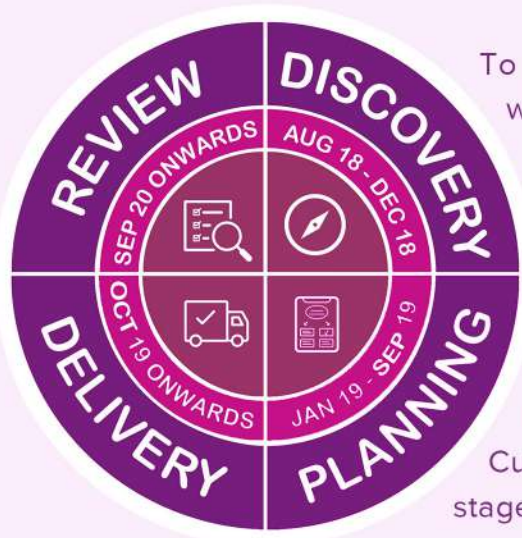 REVIEW
DISCOVERY
SEP 20 ONWARDS
AUG 18 - DEC 18
OCT 19 ONWARDS
JAN 19 - SEP 19
DELIVERY
PLANNING
To
w
Cu
stage